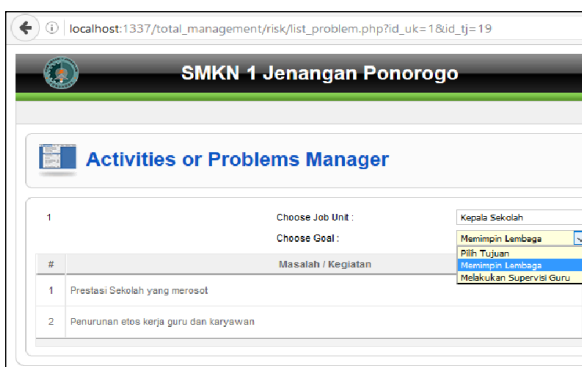 localhost:1337/total_management/risk/list_problem.php?id_uk=1&id_tj=19
SMKN 1 Jenangan Ponorogo
Activities or Problems Manager
1
Choose Job Unit :
Kepala Sekolah
Choose Goal :
Memimpin Lembaga
Pilih Tujuan
Memimpin Lembaga
Melakukan Supervisi Guru
# Masalah / Kegiatan
1 Prestasi Sekolah yang merosot
2 Penurunan etos kerja guru dan karyawan